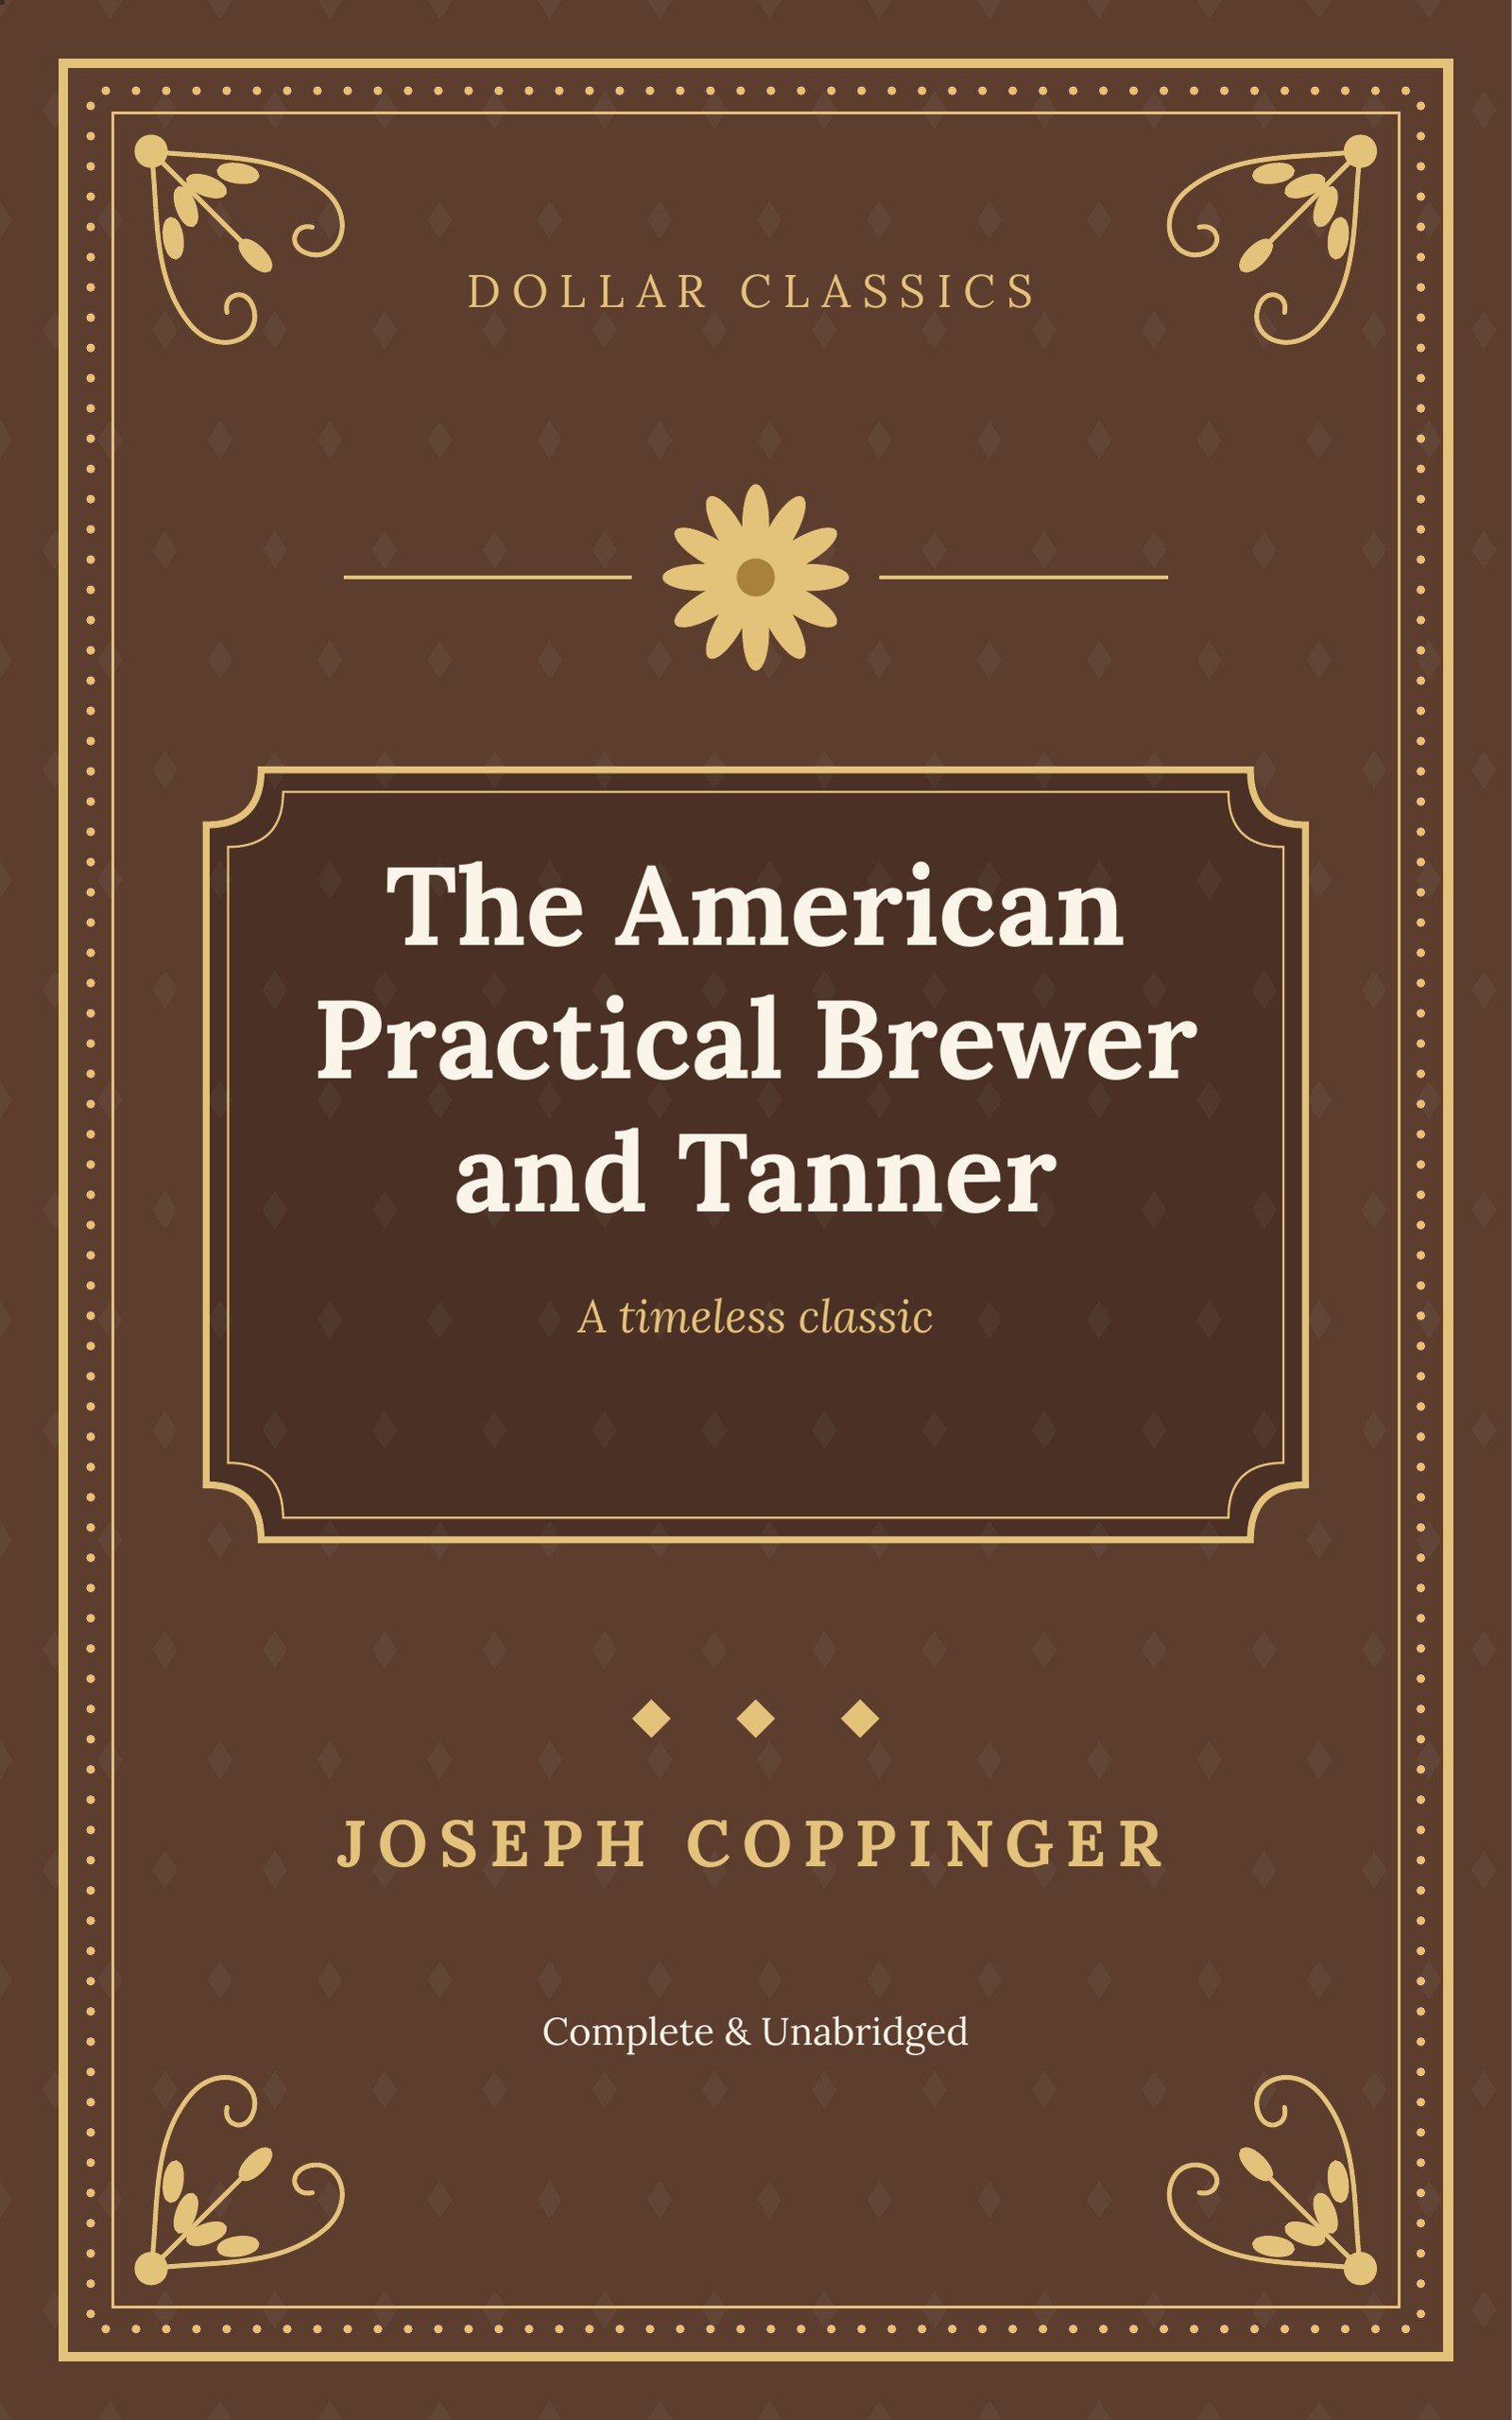 DOLLAR CLASSICS
The American
Practical Brewer
and Tanner
A timeless classic
JOSEPH COPPINGER
Complete & Unabridged